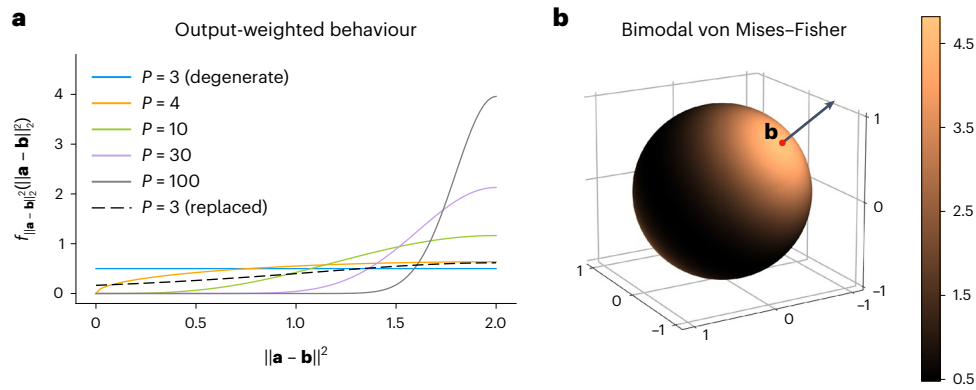 a
Output-weighted behaviour
f||a – b||²₂(||a – b||²₂)
4
3
2
1
0
P = 3 (degenerate)
P = 4
P = 10
P = 30
P = 100
P = 3 (replaced)
0
0.5
1.0
1.5
2.0
||a – b||²
b
Bimodal von Mises–Fisher
b
1
0
–1
1
0
–1
1
0
–1
4.5
3.5
2.5
1.5
0.5